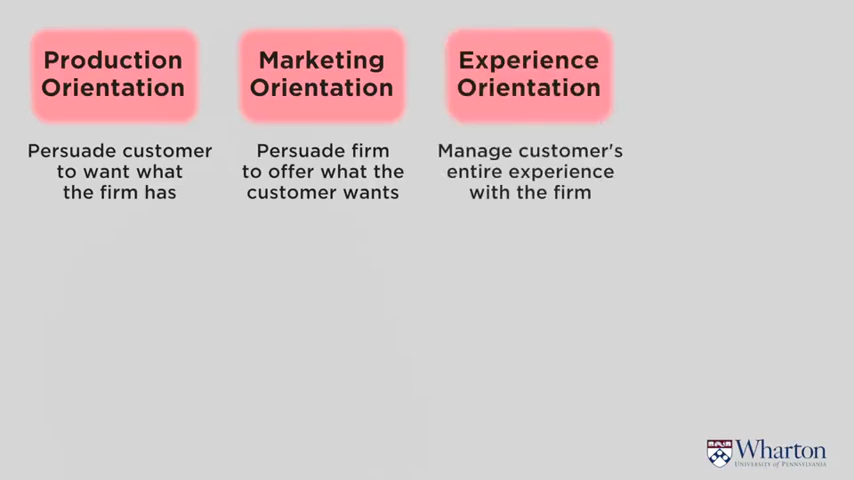 Production
Orientation
Persuade customer
to want what
the firm has
Marketing
Orientation
Persuade firm
to offer what the
customer wants
Experience
Orientation
Manage customer's
entire experience
with the firm
Wharton
UNIVERSITY of PENNSYLVANIA